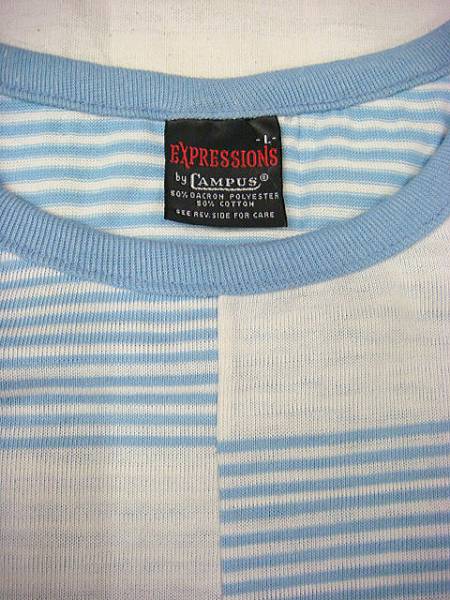 - L -
EXPRESSIONS
by CAMPUS®
50% DACRON POLYESTER
50% COTTON
SEE REV. SIDE FOR CARE